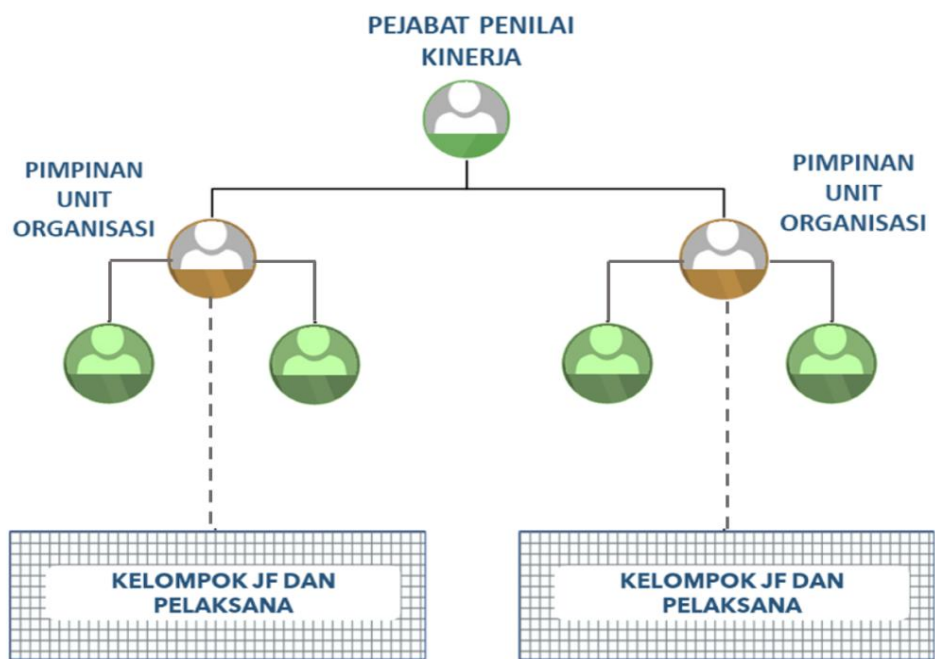 PEJABAT PENILAI
KINERJA
PIMPINAN
UNIT
ORGANISASI
PIMPINAN
UNIT
ORGANISASI
KELOMPOK JF DAN
PELAKSANA
KELOMPOK JF DAN
PELAKSANA